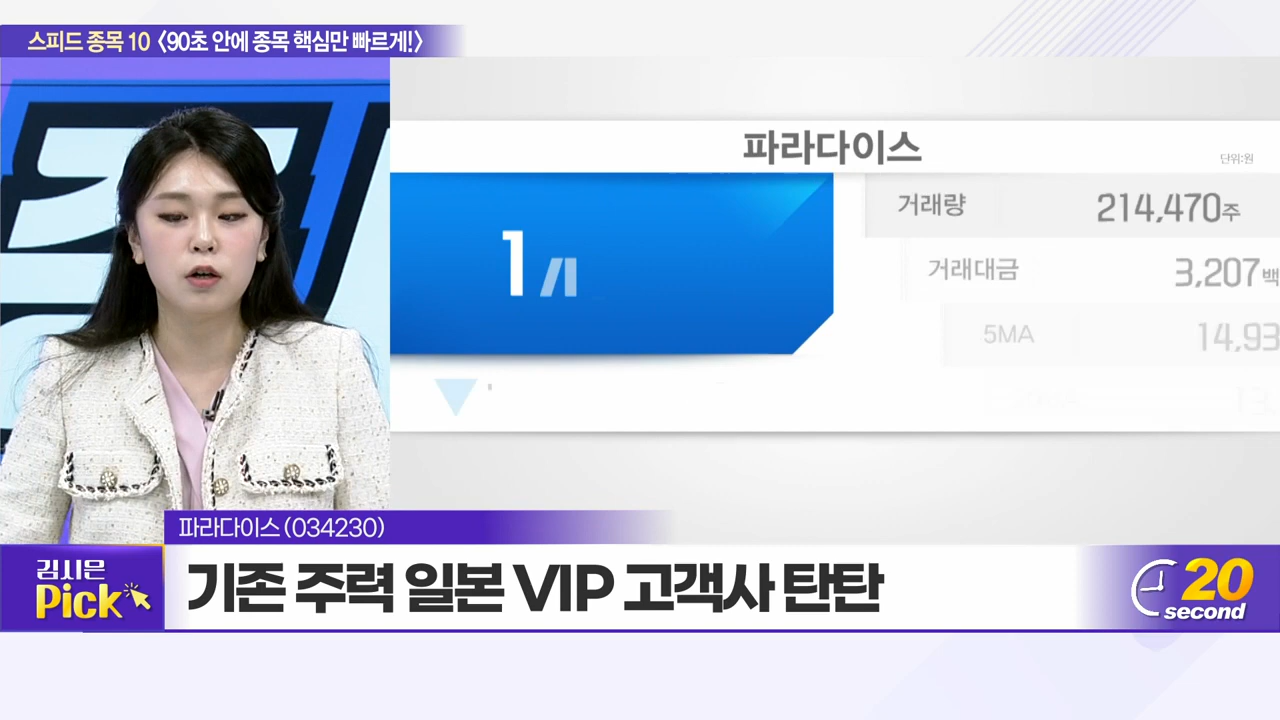 스피드 종목 10 〈90초 안에 종목 핵심만 빠르게!〉
파라다이스
단위:원
거래량 214,470주
1
거래대금 3,207백
5MA 14,93
파라다이스 (034230)
김시은 Pick
기존 주력 일본 VIP 고객사 탄탄
20 second